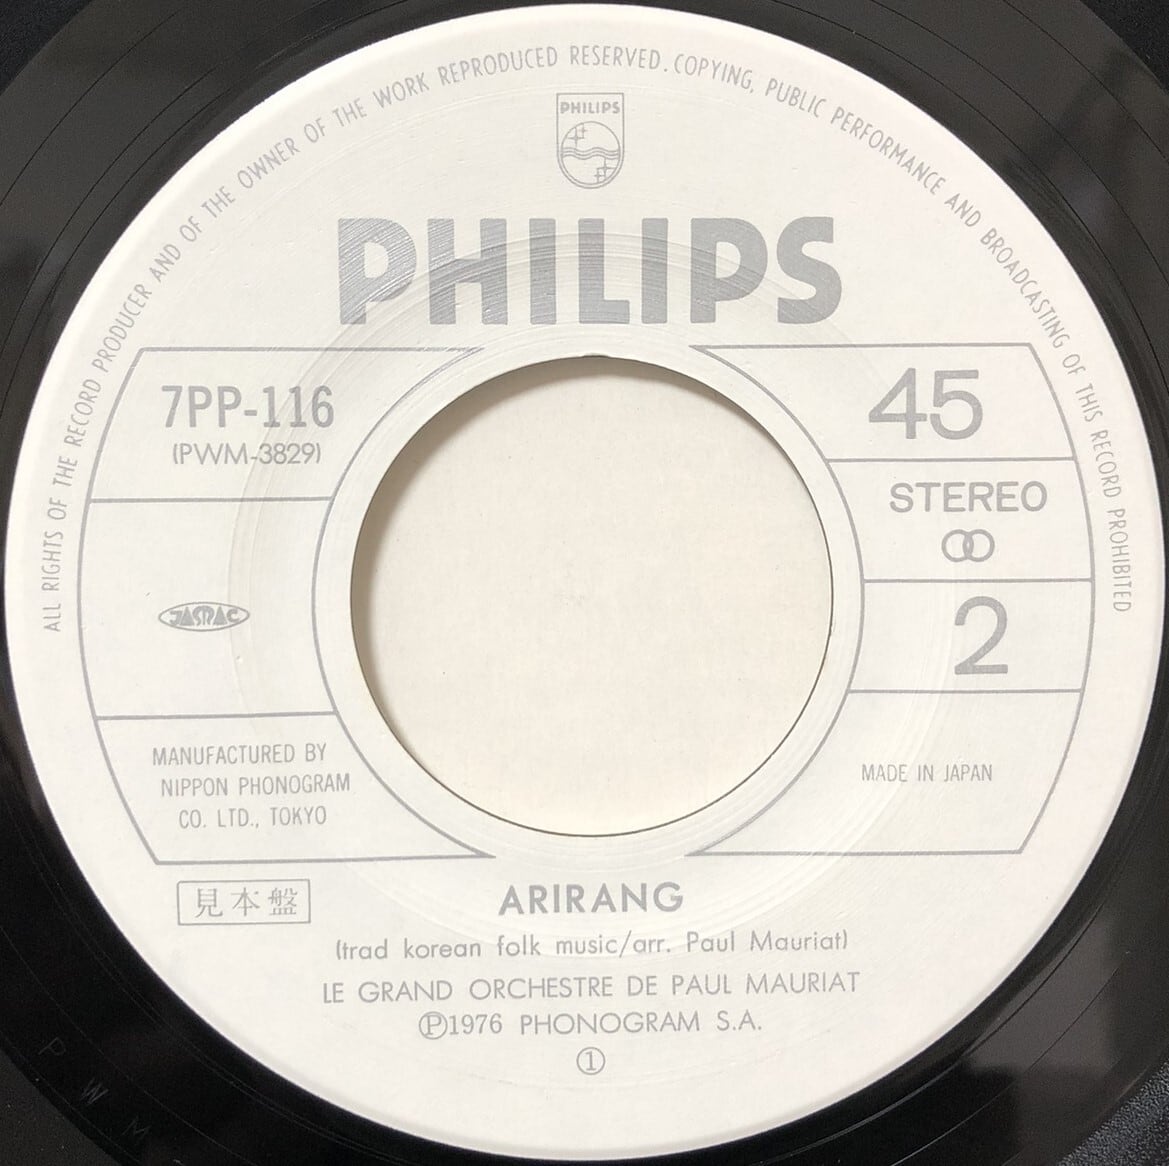 ALL RIGHTS OF THE RECORD PRODUCER AND OF THE OWNER OF THE WORK REPRODUCED RESERVED. COPYING, PUBLIC PERFORMANCE AND BROADCASTING OF THIS RECORD PROHIBITED
PHILIPS
PHILIPS
7PP-116
(PWM-3829)
45
STEREO
JASRAC
2
MANUFACTURED BY
NIPPON PHONOGRAM
CO. LTD., TOKYO
MADE IN JAPAN
見本盤
ARIRANG
(trad korean folk music/arr. Paul Mauriat)
LE GRAND ORCHESTRE DE PAUL MAURIAT
Ⓟ1976 PHONOGRAM S.A.
①
P W M